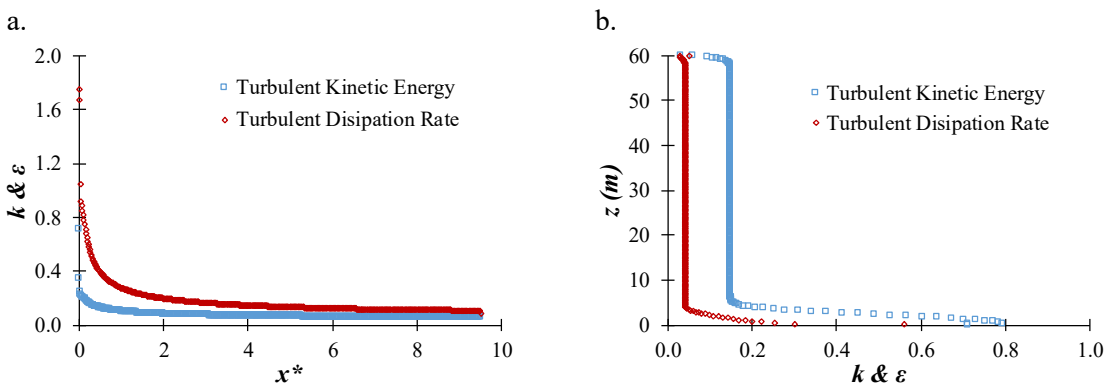 a.
2.0
1.6
1.2
0.8
0.4
0.0
k & ε
0
2
4
6
8
10
x*
Turbulent Kinetic Energy
Turbulent Disipation Rate
b.
60
50
40
30
20
10
0
z (m)
0.0
0.2
0.4
0.6
0.8
1.0
k & ε
Turbulent Kinetic Energy
Turbulent Disipation Rate